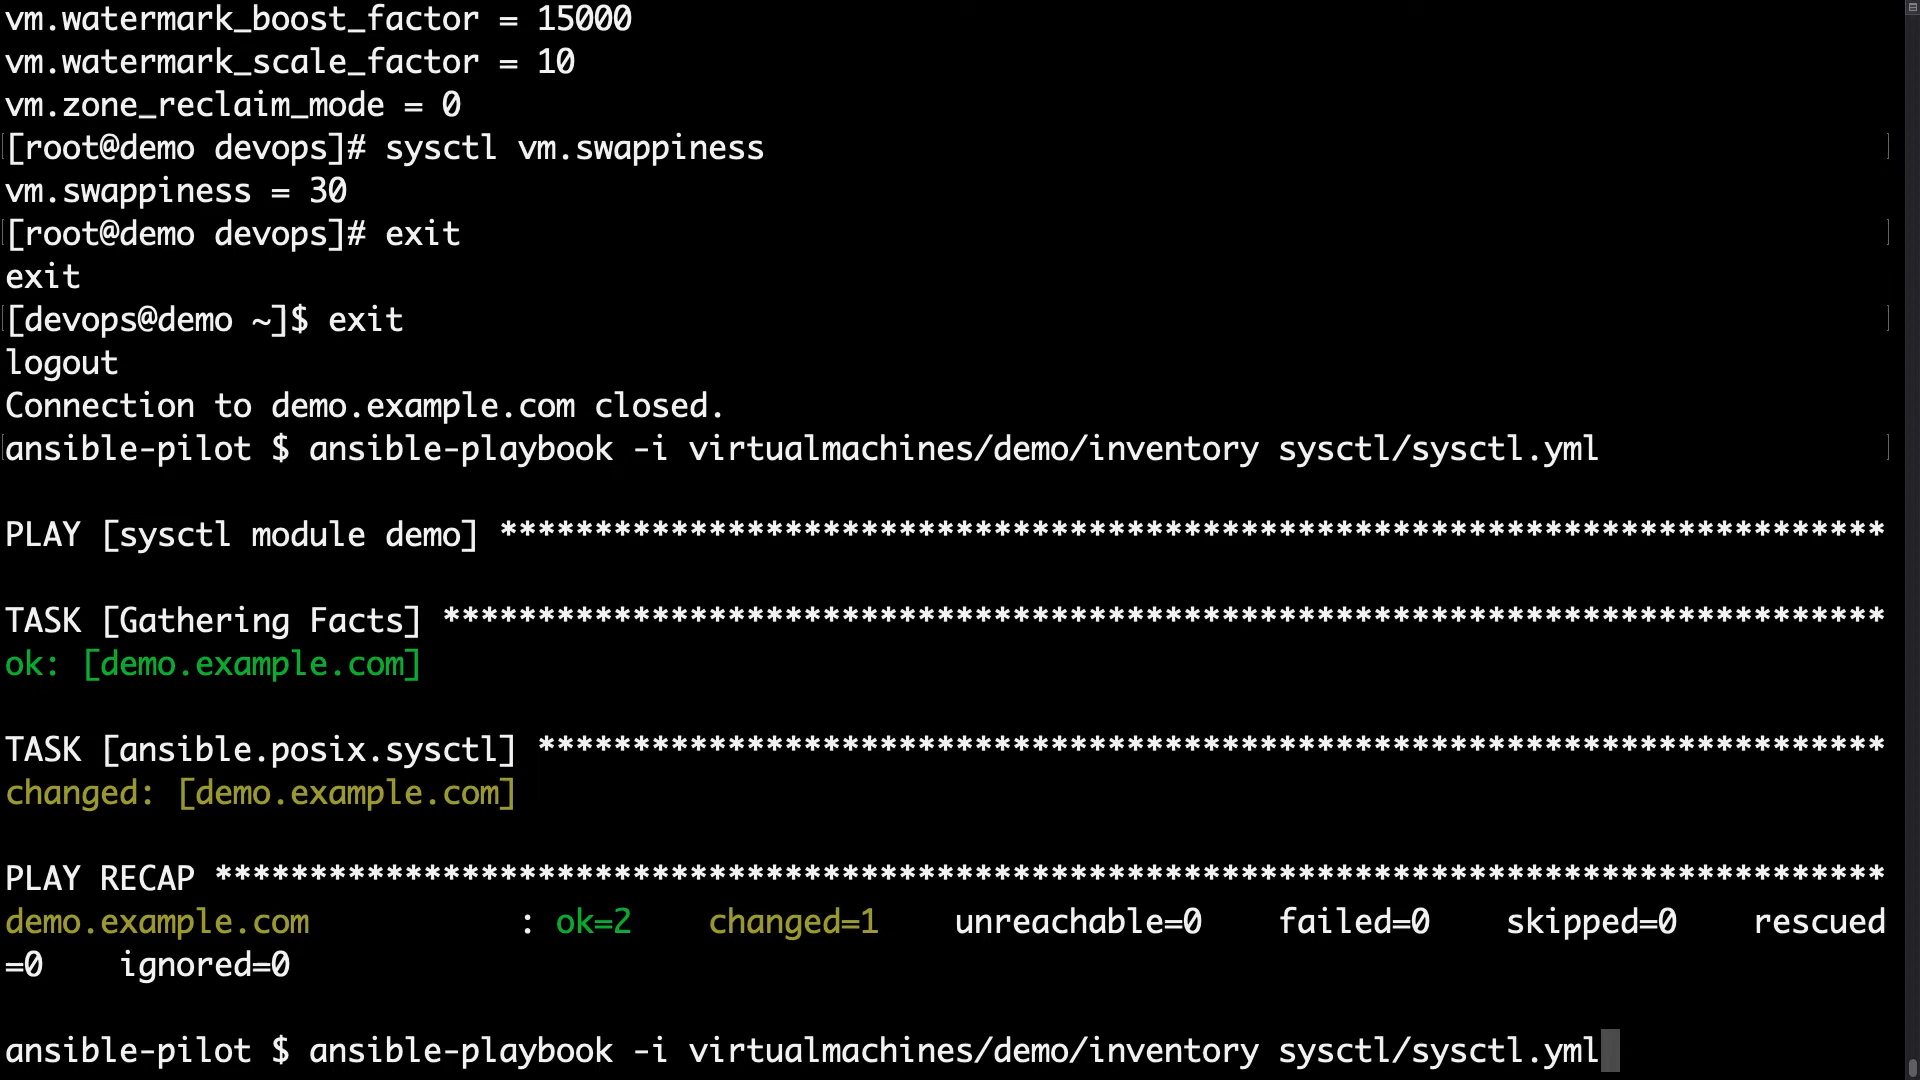 vm.watermark_boost_factor = 15000
vm.watermark_scale_factor = 10
vm.zone_reclaim_mode = 0
[root@demo devops]# sysctl vm.swappiness
vm.swappiness = 30
[root@demo devops]# exit
exit
[devops@demo ~]$ exit
logout
Connection to demo.example.com closed.
ansible-pilot $ ansible-playbook -i virtualmachines/demo/inventory sysctl/sysctl.yml
PLAY [sysctl module demo] *************************************************************************
TASK [Gathering Facts] ****************************************************************************
ok: [demo.example.com]
TASK [ansible.posix.sysctl] ***********************************************************************
changed: [demo.example.com]
PLAY RECAP ****************************************************************************************
demo.example.com           : ok=2    changed=1    unreachable=0    failed=0    skipped=0    rescued
=0    ignored=0
ansible-pilot $ ansible-playbook -i virtualmachines/demo/inventory sysctl/sysctl.yml